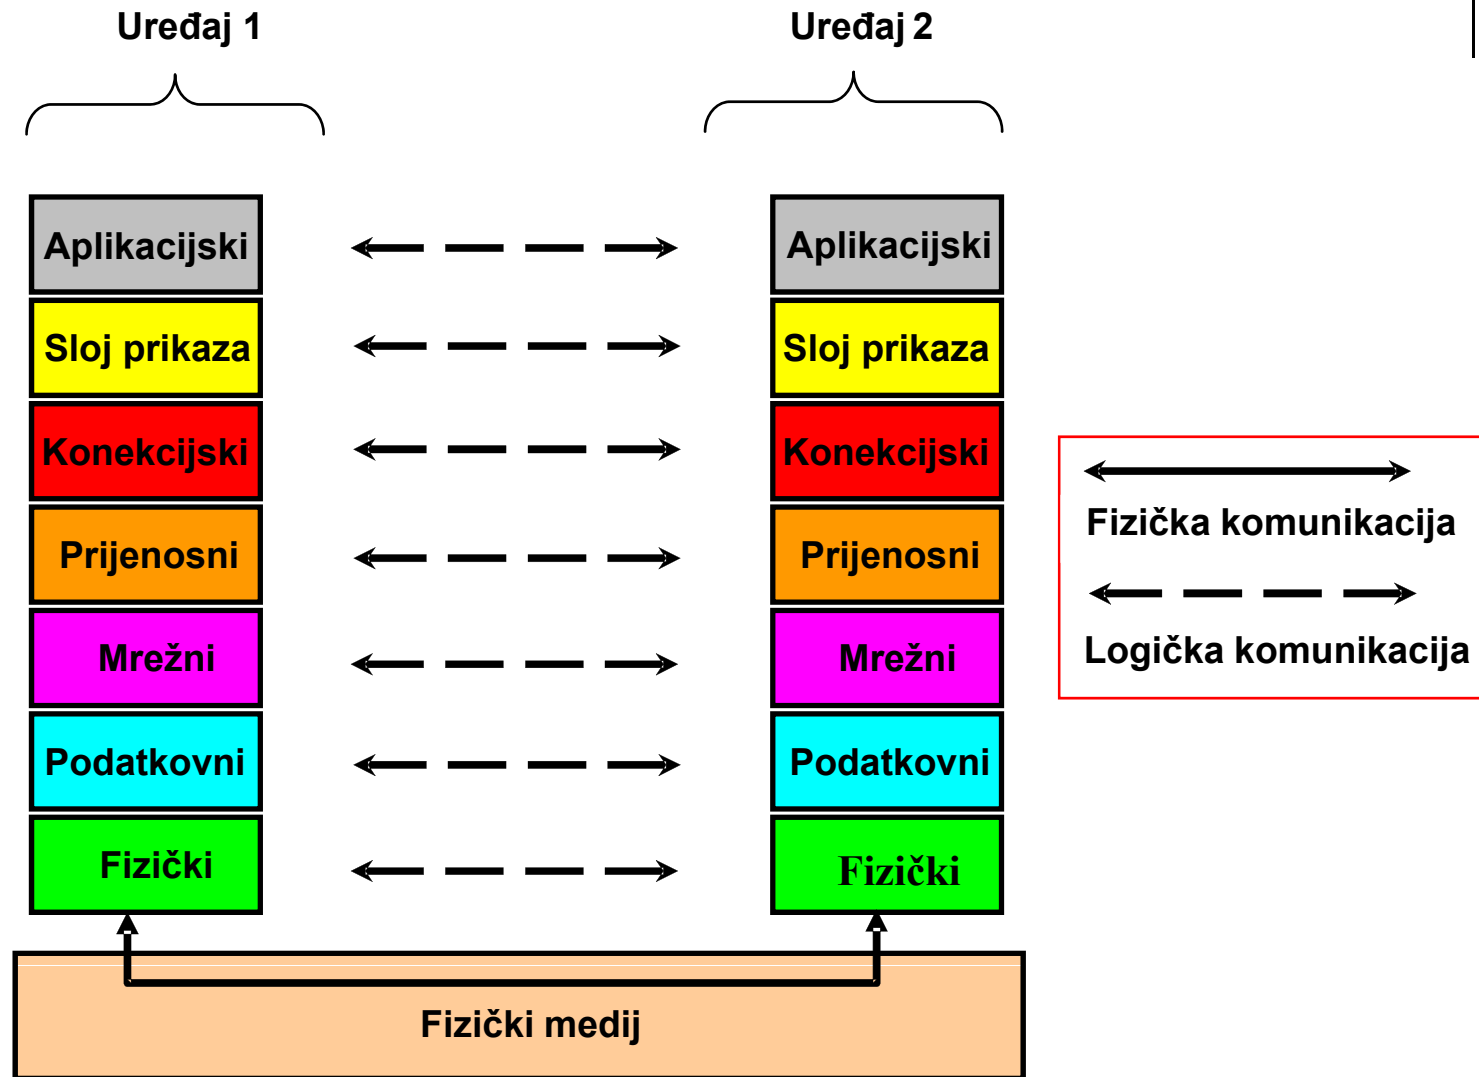 Uređaj 1
Uređaj 2
Aplikacijski
Aplikacijski
Sloj prikaza
Sloj prikaza
Konekcijski
Konekcijski
Prijenosni
Prijenosni
Mrežni
Mrežni
Podatkovni
Podatkovni
Fizički
Fizički
Fizički medij
Fizička komunikacija
Logička komunikacija